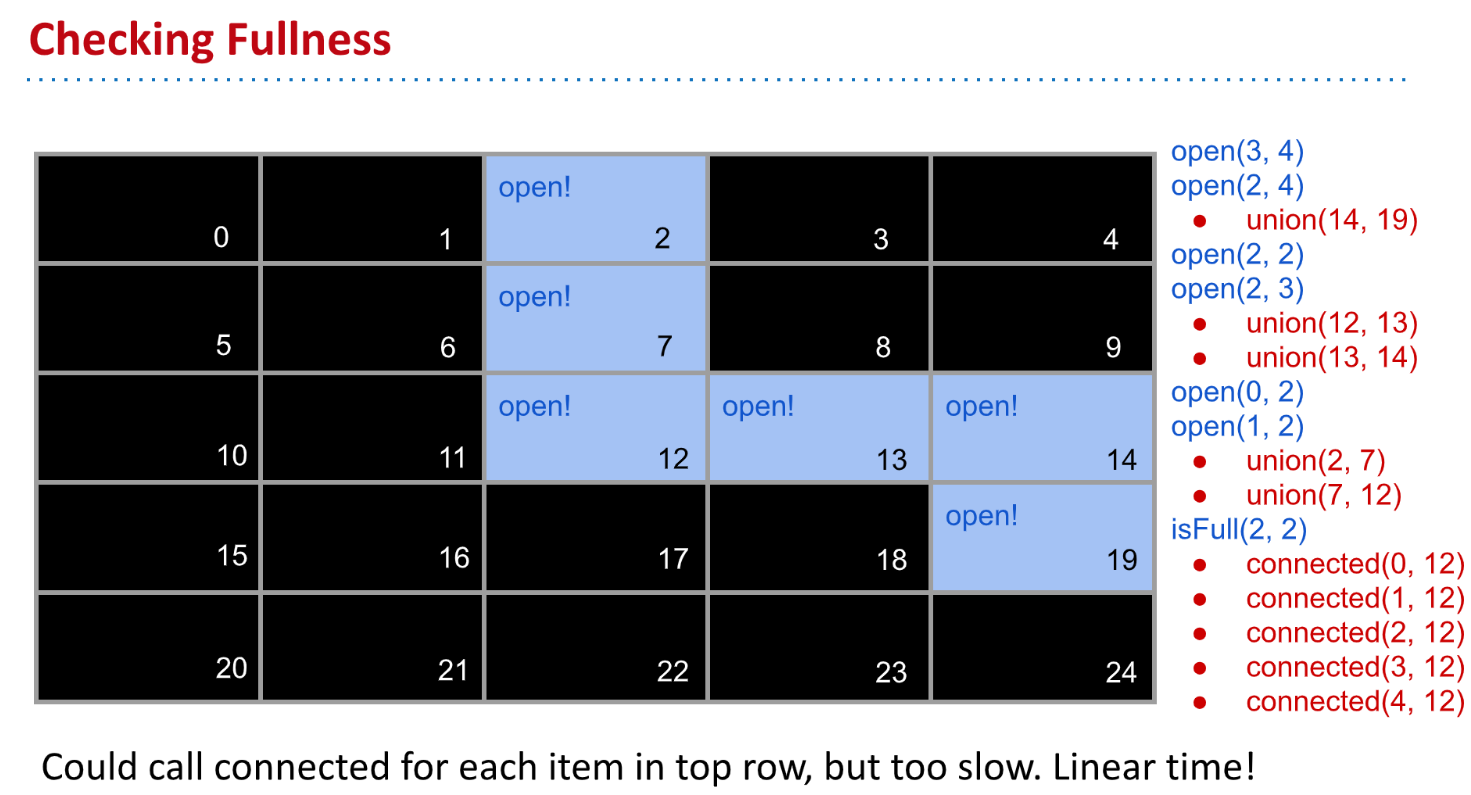 Checking Fullness
open!
0
1
2
3
4
open!
5
6
7
8
9
open!
open!
open!
10
11
12
13
14
open!
15
16
17
18
19
20
21
22
23
24
open(3, 4)
open(2, 4)
● union(14, 19)
open(2, 2)
open(2, 3)
● union(12, 13)
● union(13, 14)
open(0, 2)
open(1, 2)
● union(2, 7)
● union(7, 12)
isFull(2, 2)
● connected(0, 12)
● connected(1, 12)
● connected(2, 12)
● connected(3, 12)
● connected(4, 12)
Could call connected for each item in top row, but too slow. Linear time!